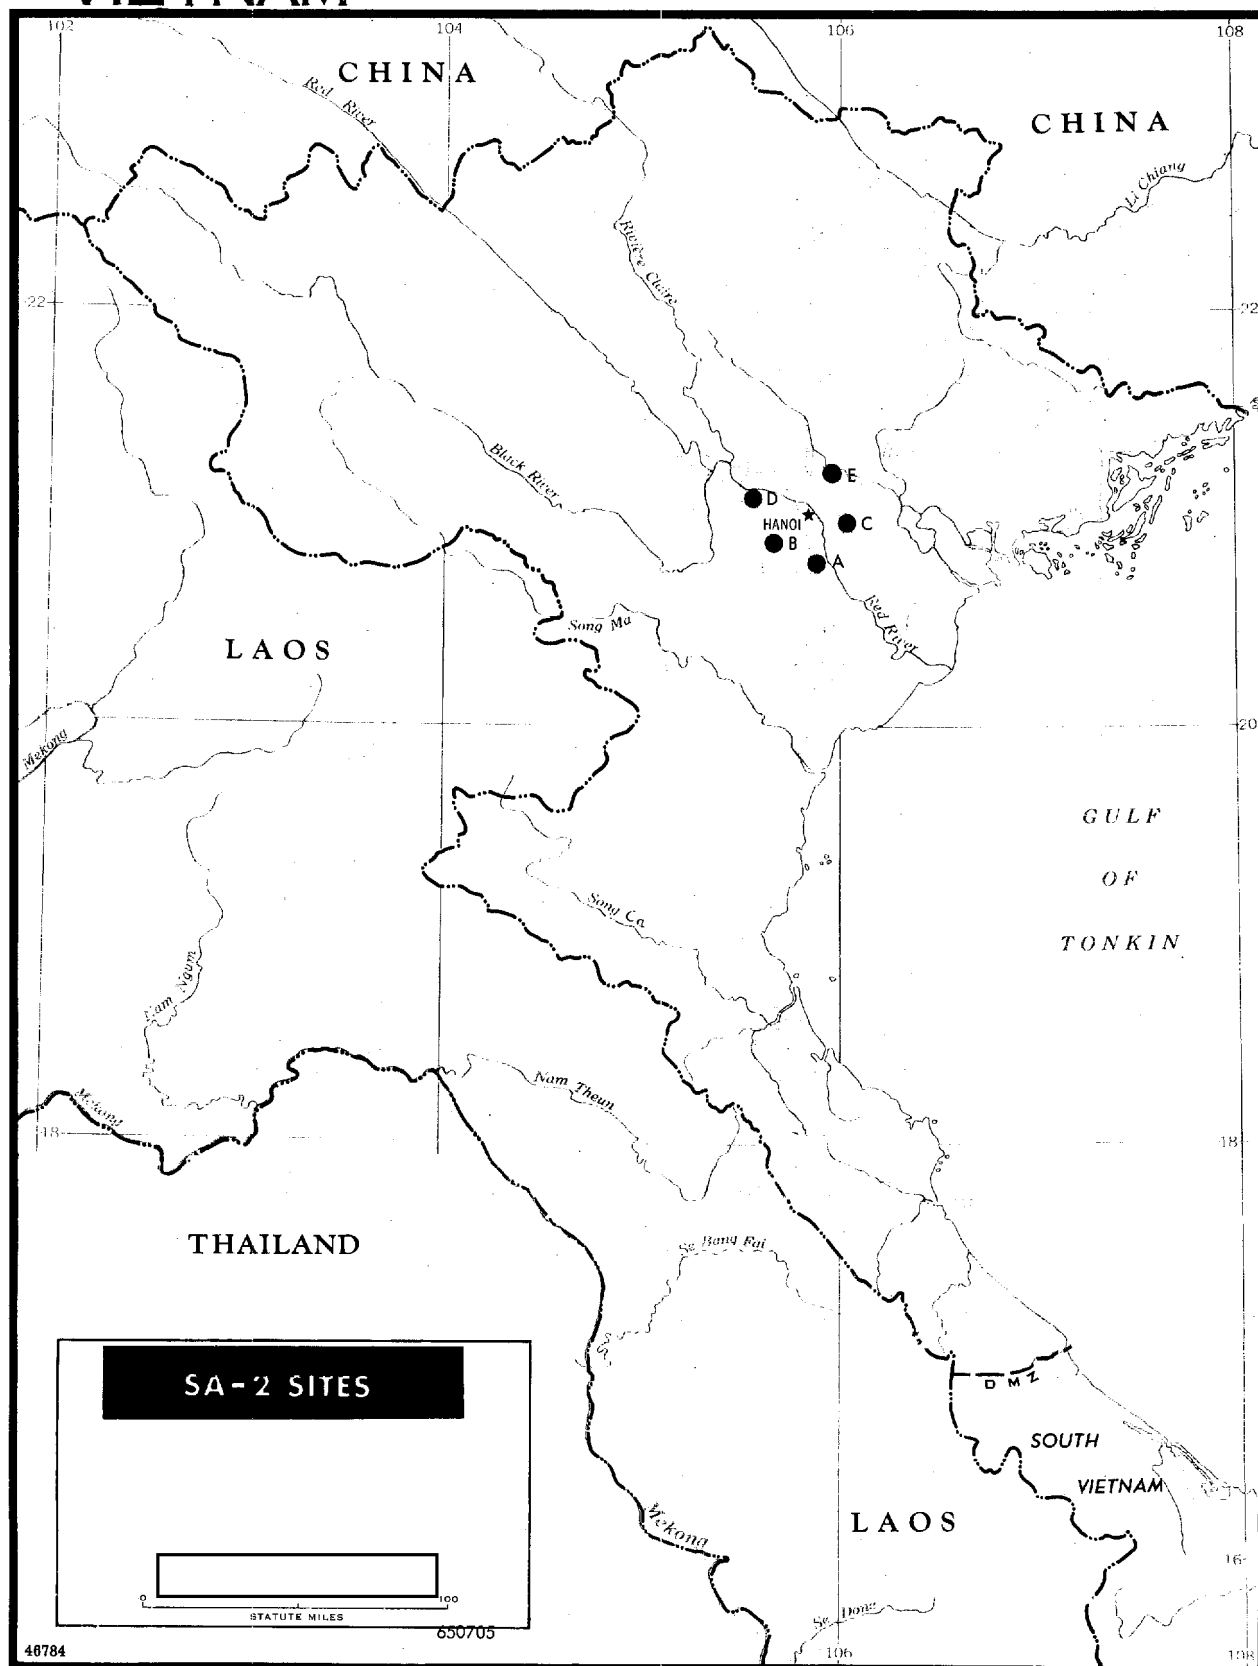 VIETNAM
102
104
106
108
CHINA
Red River
CHINA
Li Chiang
Rivière Claire
22
22
Black River
E
D
HANOI
C
B
A
Red River
Song Ma
LAOS
20
Mekong
GULF
OF
TONKIN
Song Ca
Nam Ngum
Nam Theun
Mekong
18
18
THAILAND
Se Bang Fai
SA-2 SITES
DMZ
SOUTH
VIETNAM
Mekong
LAOS
16
0
100
STATUTE MILES
Se Done
650705
46784
106
108